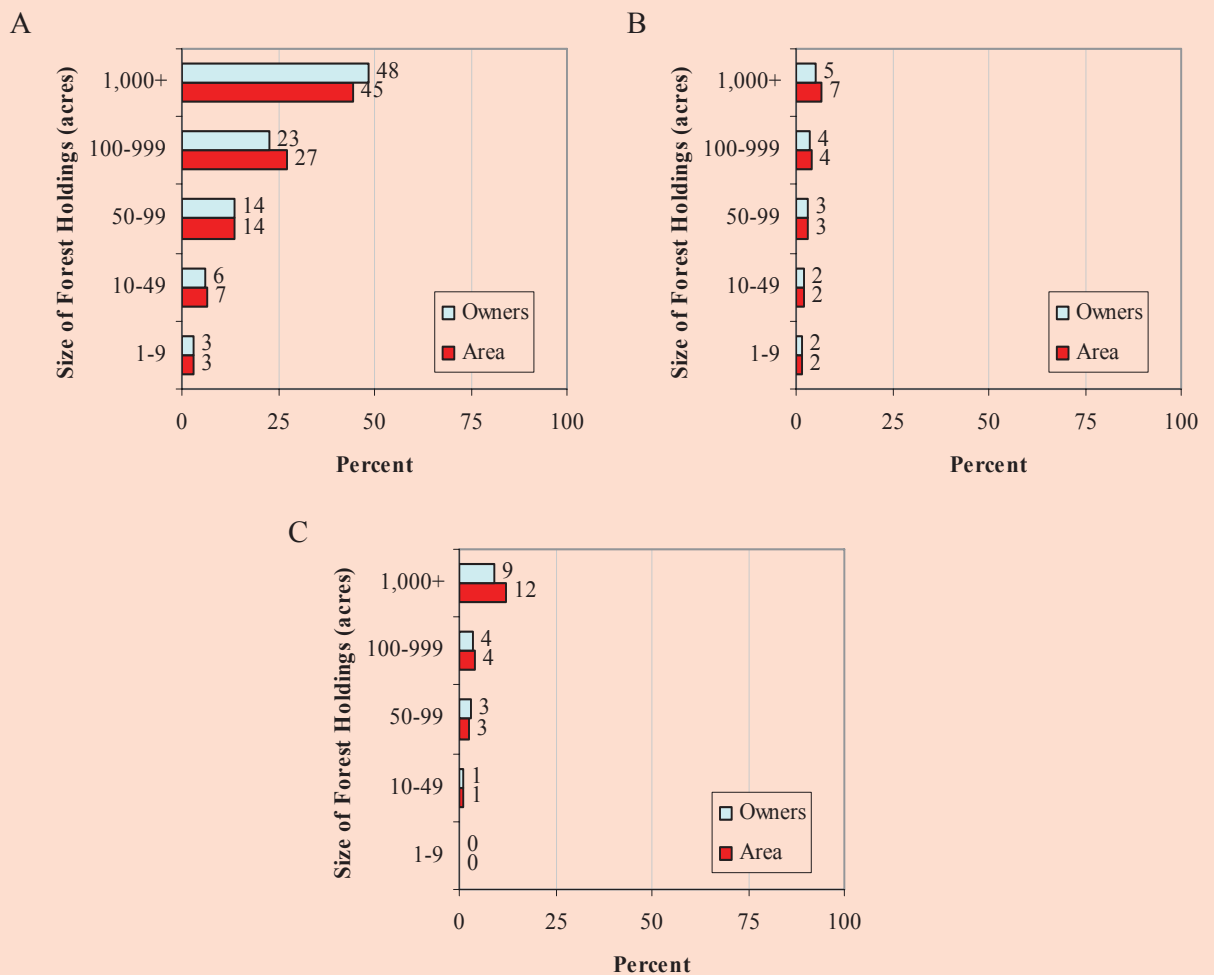 A
Size of Forest Holdings (acres)
1,000+
48
45
100-999
23
27
50-99
14
14
10-49
6
7
1-9
3
3
Owners
Area
0 25 50 75 100
Percent
B
Size of Forest Holdings (acres)
1,000+
5
7
100-999
4
4
50-99
3
3
10-49
2
2
1-9
2
2
Owners
Area
0 25 50 75 100
Percent
C
Size of Forest Holdings (acres)
1,000+
9
12
100-999
4
4
50-99
3
3
10-49
1
1
1-9
0
0
Owners
Area
0 25 50 75 100
Percent